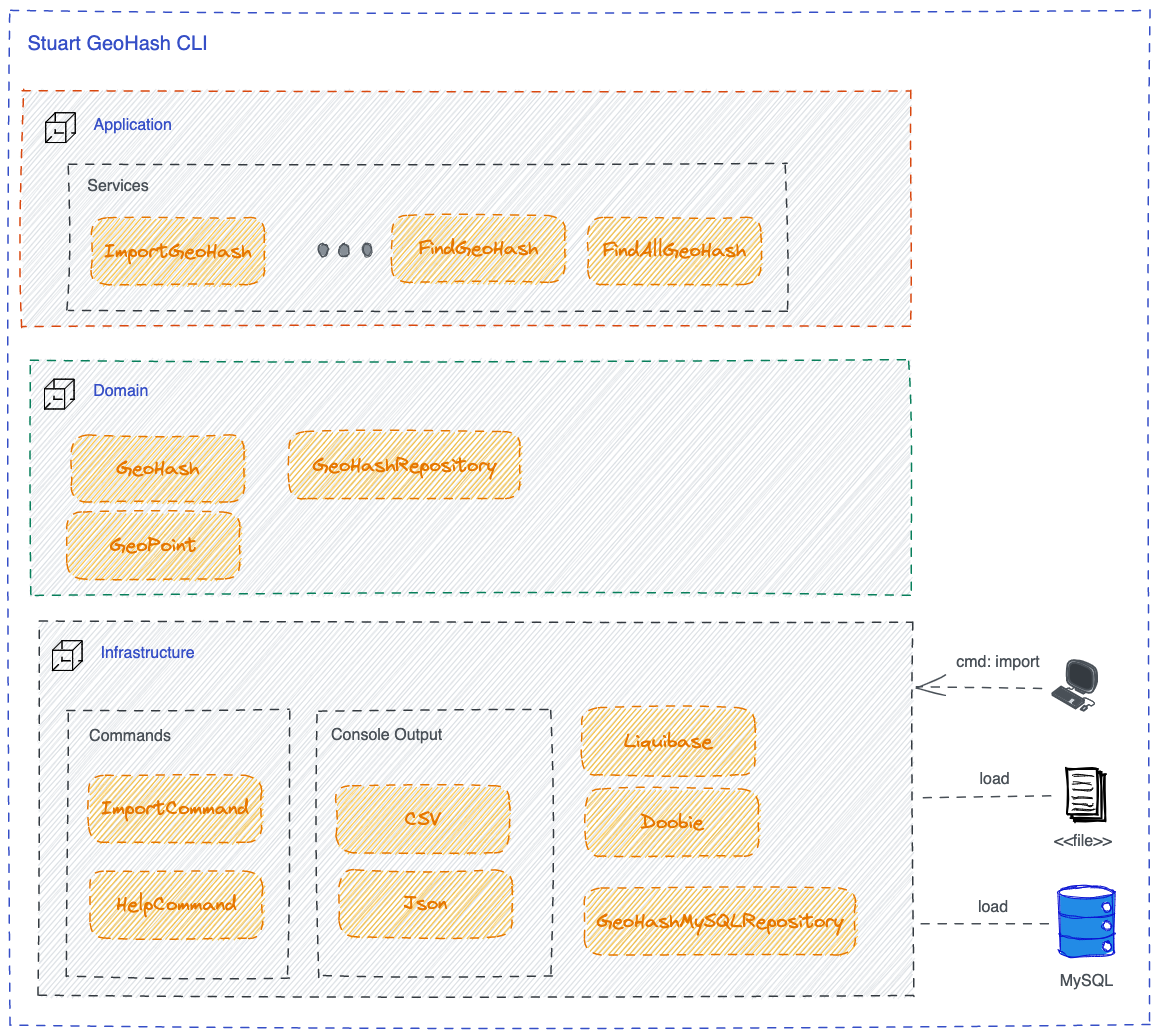 Stuart GeoHash CLI
Application
Services
ImportGeoHash
FindGeoHash
FindAllGeoHash
Domain
GeoHash
GeoHashRepository
GeoPoint
Infrastructure
cmd: import
Commands
Console Output
Liquibase
load
ImportCommand
CSV
Doobie
<<file>>
HelpCommand
Json
GeoHashMySQLRepository
load
MySQL